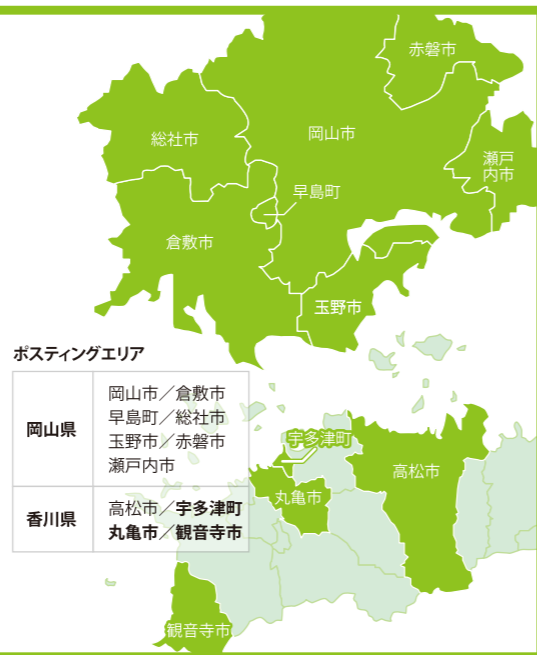 赤磐市
総社市
岡山市
瀬戸
内市
早島町
倉敷市
玉野市
ポスティングエリア
岡山県
岡山市／倉敷市
早島町／総社市
玉野市／赤磐市
瀬戸内市
香川県
高松市／宇多津町
丸亀市／観音寺市
宇多津町
高松市
丸亀市
観音寺市